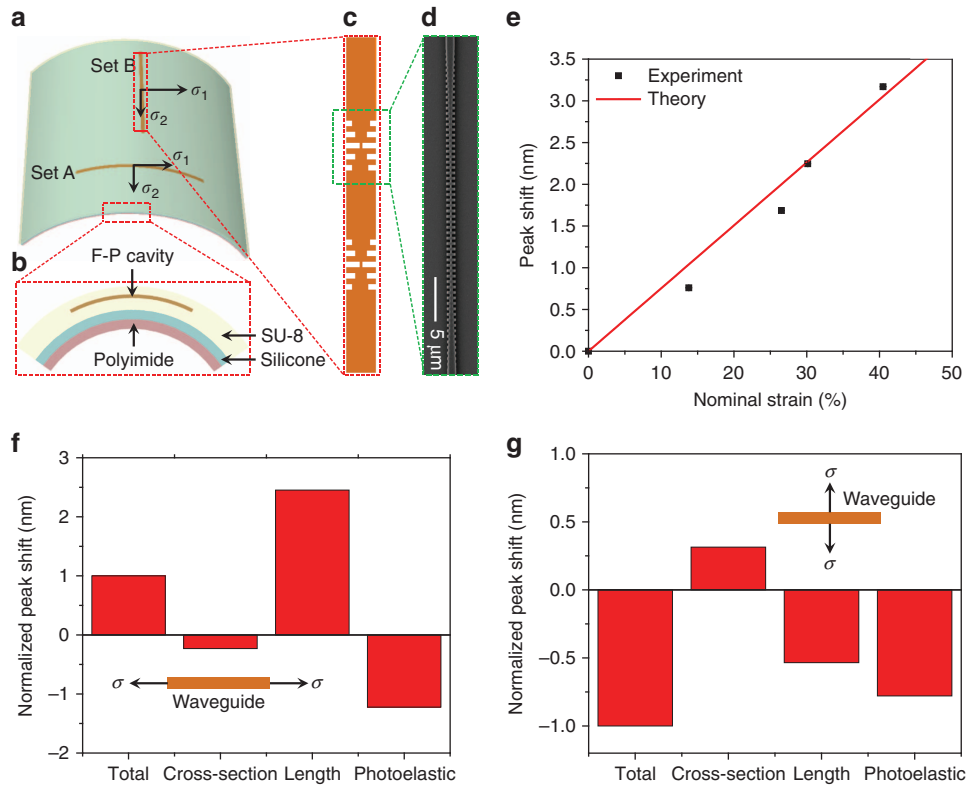 a
Set B
σ1
σ2
Set A
σ1
σ2
b
F-P cavity
SU-8
Polyimide
Silicone
c
d
5 μm
e
3.5
3.0
2.5
2.0
1.5
1.0
0.5
0.0
Peak shift (nm)
Experiment
Theory
0
10
20
30
40
50
Nominal strain (%)
f
3
2
1
0
−1
−2
Normalized peak shift (nm)
σ
σ
Waveguide
Total
Cross-section
Length
Photoelastic
g
1.0
0.5
0.0
−0.5
−1.0
Normalized peak shift (nm)
σ
Waveguide
σ
Total
Cross-section
Length
Photoelastic